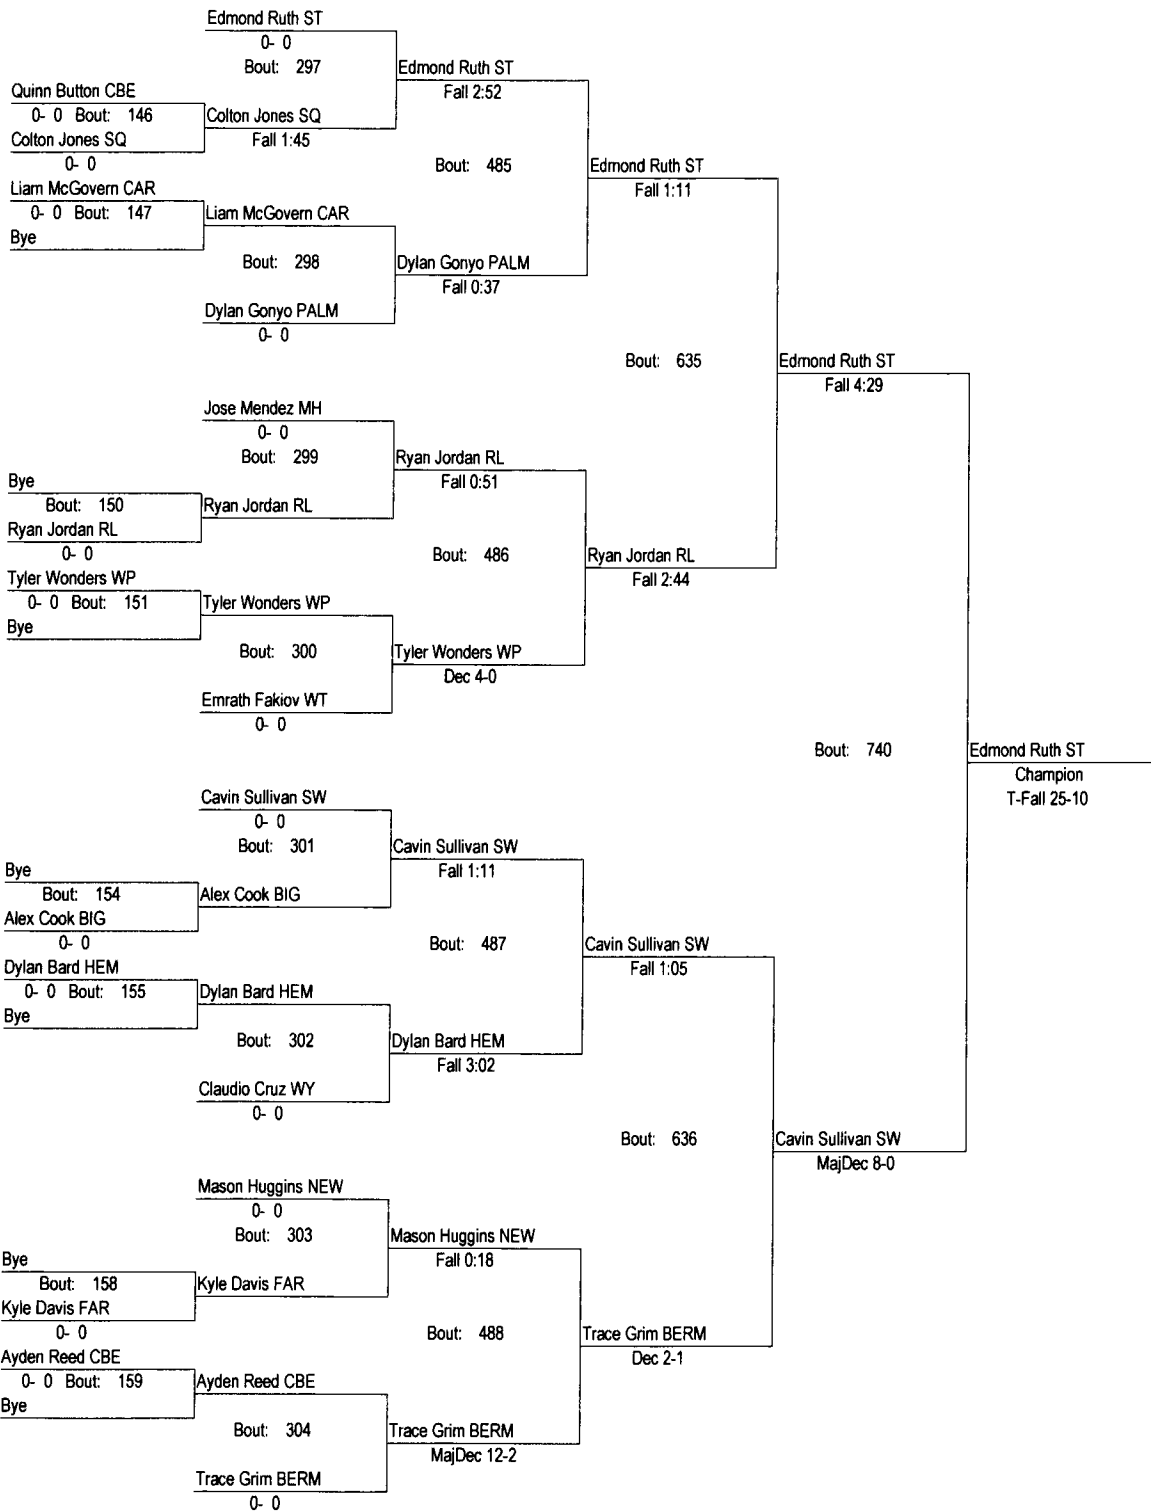 Edmond Ruth ST
0- 0
Bout: 297
Edmond Ruth ST
Fall 2:52
Quinn Button CBE
0- 0 Bout: 146
Colton Jones SQ
Fall 1:45
Colton Jones SQ
0- 0
Bout: 485
Edmond Ruth ST
Fall 1:11
Liam McGovern CAR
0- 0 Bout: 147
Liam McGovern CAR
Bye
Bout: 298
Dylan Gonyo PALM
Fall 0:37
Dylan Gonyo PALM
0- 0
Bout: 635
Edmond Ruth ST
Fall 4:29
Jose Mendez MH
0- 0
Bout: 299
Ryan Jordan RL
Fall 0:51
Bye
Bout: 150
Ryan Jordan RL
Ryan Jordan RL
0- 0
Bout: 486
Ryan Jordan RL
Fall 2:44
Tyler Wonders WP
0- 0 Bout: 151
Tyler Wonders WP
Bye
Bout: 300
Tyler Wonders WP
Dec 4-0
Emrath Fakiov WT
0- 0
Bout: 740
Edmond Ruth ST
Champion
T-Fall 25-10
Cavin Sullivan SW
0- 0
Bout: 301
Cavin Sullivan SW
Fall 1:11
Bye
Bout: 154
Alex Cook BIG
Alex Cook BIG
0- 0
Bout: 487
Cavin Sullivan SW
Fall 1:05
Dylan Bard HEM
0- 0 Bout: 155
Dylan Bard HEM
Bye
Bout: 302
Dylan Bard HEM
Fall 3:02
Claudio Cruz WY
0- 0
Bout: 636
Cavin Sullivan SW
MajDec 8-0
Mason Huggins NEW
0- 0
Bout: 303
Mason Huggins NEW
Fall 0:18
Bye
Bout: 158
Kyle Davis FAR
Kyle Davis FAR
0- 0
Bout: 488
Trace Grim BERM
Dec 2-1
Ayden Reed CBE
0- 0 Bout: 159
Ayden Reed CBE
Bye
Bout: 304
Trace Grim BERM
MajDec 12-2
Trace Grim BERM
0- 0